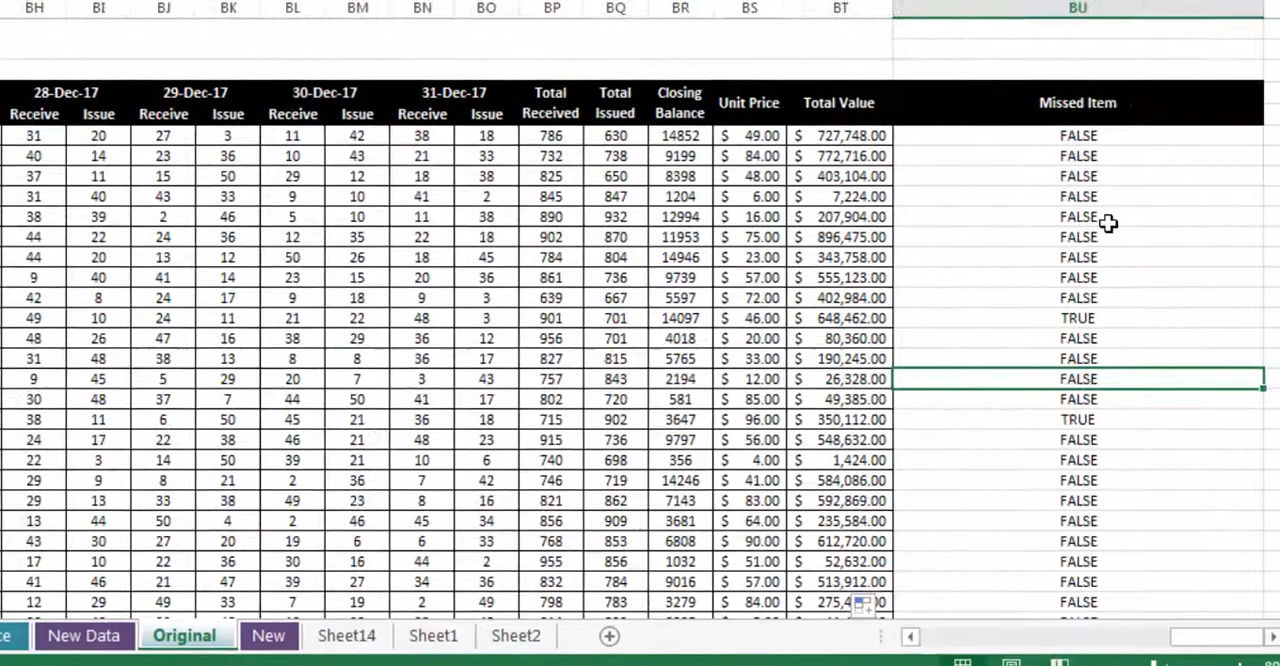 BH BI BJ BK BL BM BN BO BP BQ BR BS BT BU
28-Dec-17 29-Dec-17 30-Dec-17 31-Dec-17 Total Total Closing Unit Price Total Value Missed Item
Receive Issue Receive Issue Receive Issue Receive Issue Received Issued Balance
31 20 27 3 11 42 38 18 786 630 14852 $ 49.00 $ 727,748.00 FALSE
40 14 23 36 10 43 21 33 732 738 9199 $ 84.00 $ 772,716.00 FALSE
37 11 15 50 29 12 18 38 825 650 8398 $ 48.00 $ 403,104.00 FALSE
31 40 43 33 9 10 41 2 845 847 1204 $ 6.00 $ 7,224.00 FALSE
38 39 2 46 5 10 11 38 890 932 12994 $ 16.00 $ 207,904.00 FALSE
44 22 24 36 12 35 22 18 902 870 11953 $ 75.00 $ 896,475.00 FALSE
44 20 13 12 50 26 18 45 784 804 14946 $ 23.00 $ 343,758.00 FALSE
9 40 41 14 23 15 20 36 861 736 9739 $ 57.00 $ 555,123.00 FALSE
42 8 24 17 9 18 9 3 639 667 5597 $ 72.00 $ 402,984.00 FALSE
49 10 24 11 21 22 48 3 901 701 14097 $ 46.00 $ 648,462.00 TRUE
48 26 47 16 38 29 36 12 956 701 4018 $ 20.00 $ 80,360.00 FALSE
31 48 38 13 8 8 36 17 827 815 5765 $ 33.00 $ 190,245.00 FALSE
9 45 5 29 20 7 3 43 757 843 2194 $ 12.00 $ 26,328.00 FALSE
30 48 37 7 44 50 41 17 802 720 581 $ 85.00 $ 49,385.00 FALSE
38 11 6 50 45 21 36 18 715 902 3647 $ 96.00 $ 350,112.00 TRUE
24 17 22 38 46 21 48 23 915 736 9797 $ 56.00 $ 548,632.00 FALSE
22 3 14 50 39 21 10 6 740 698 356 $ 4.00 $ 1,424.00 FALSE
29 9 8 21 2 36 7 42 746 719 14246 $ 41.00 $ 584,086.00 FALSE
29 13 33 38 49 23 8 16 821 862 7143 $ 83.00 $ 592,869.00 FALSE
13 44 50 4 2 46 45 34 856 909 3681 $ 64.00 $ 235,584.00 FALSE
43 30 27 20 19 6 6 33 768 853 6808 $ 90.00 $ 612,720.00 FALSE
17 10 22 36 30 16 44 2 955 856 1032 $ 51.00 $ 52,632.00 FALSE
41 46 21 47 39 27 34 36 832 784 9016 $ 57.00 $ 513,912.00 FALSE
12 29 49 33 7 19 2 49 798 783 3279 $ 84.00 $ FALSE
New Data Original New Sheet14 Sheet1 Sheet2